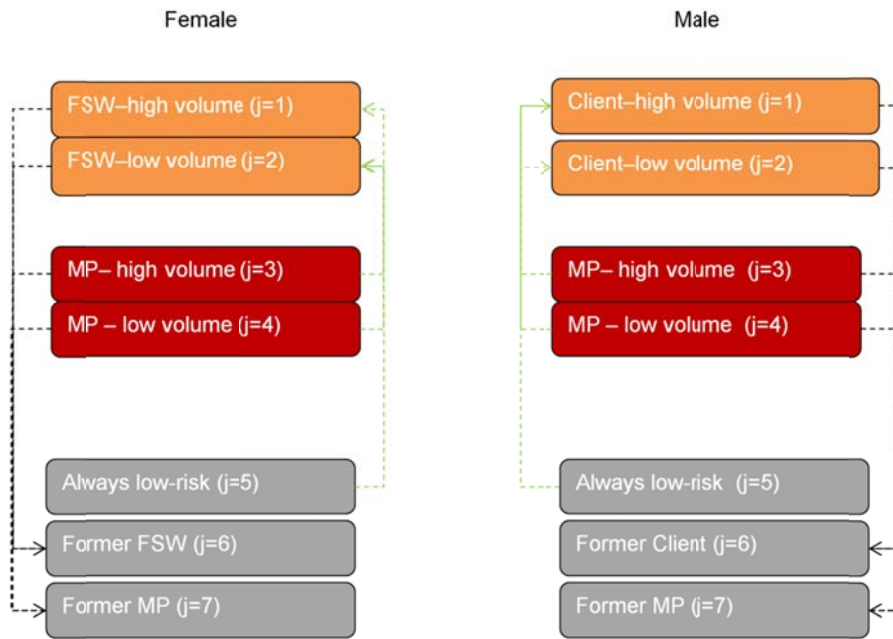 Female
Male
FSW–high volume (j=1)
FSW–low volume (j=2)
MP– high volume (j=3)
MP – low volume (j=4)
Always low-risk (j=5)
Former FSW (j=6)
Former MP (j=7)
Client–high volume (j=1)
Client–low volume (j=2)
MP– high volume (j=3)
MP – low volume (j=4)
Always low-risk (j=5)
Former Client (j=6)
Former MP (j=7)